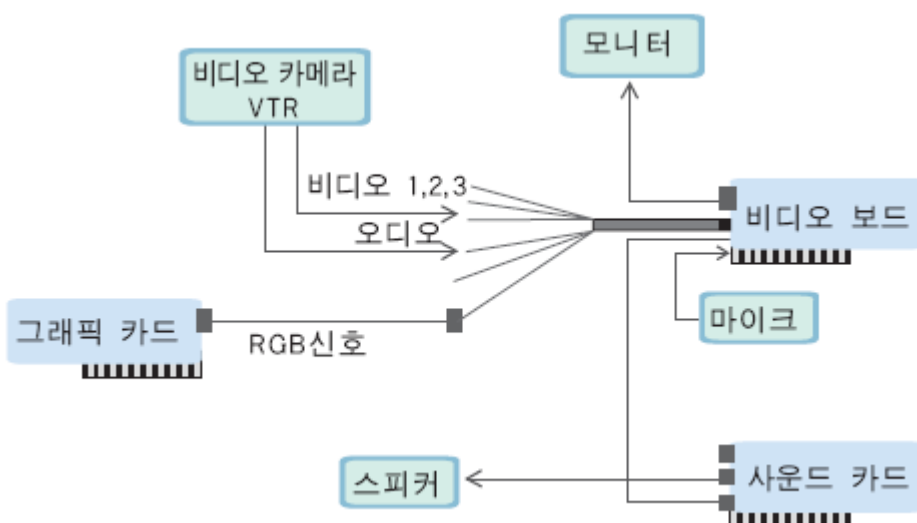 모니터
비디오 카메라
VTR
비디오 1,2,3
비디오 보드
오디오
마이크
그래픽 카드
RGB신호
스피커
사운드 카드